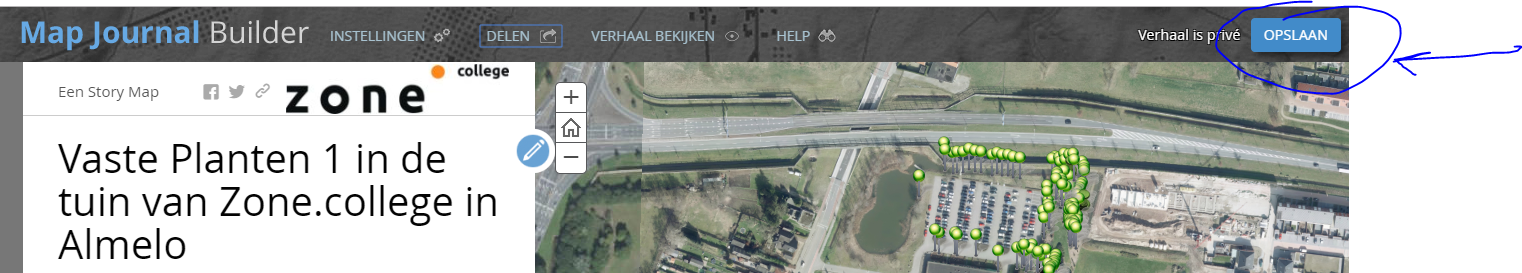 Map Journal Builder INSTELLINGEN DELEN VERHAAL BEKIJKEN HELP Verhaal is privé OPSLAAN
Een Story Map
college
zone
Vaste Planten 1 in de
tuin van Zone.college in
Almelo